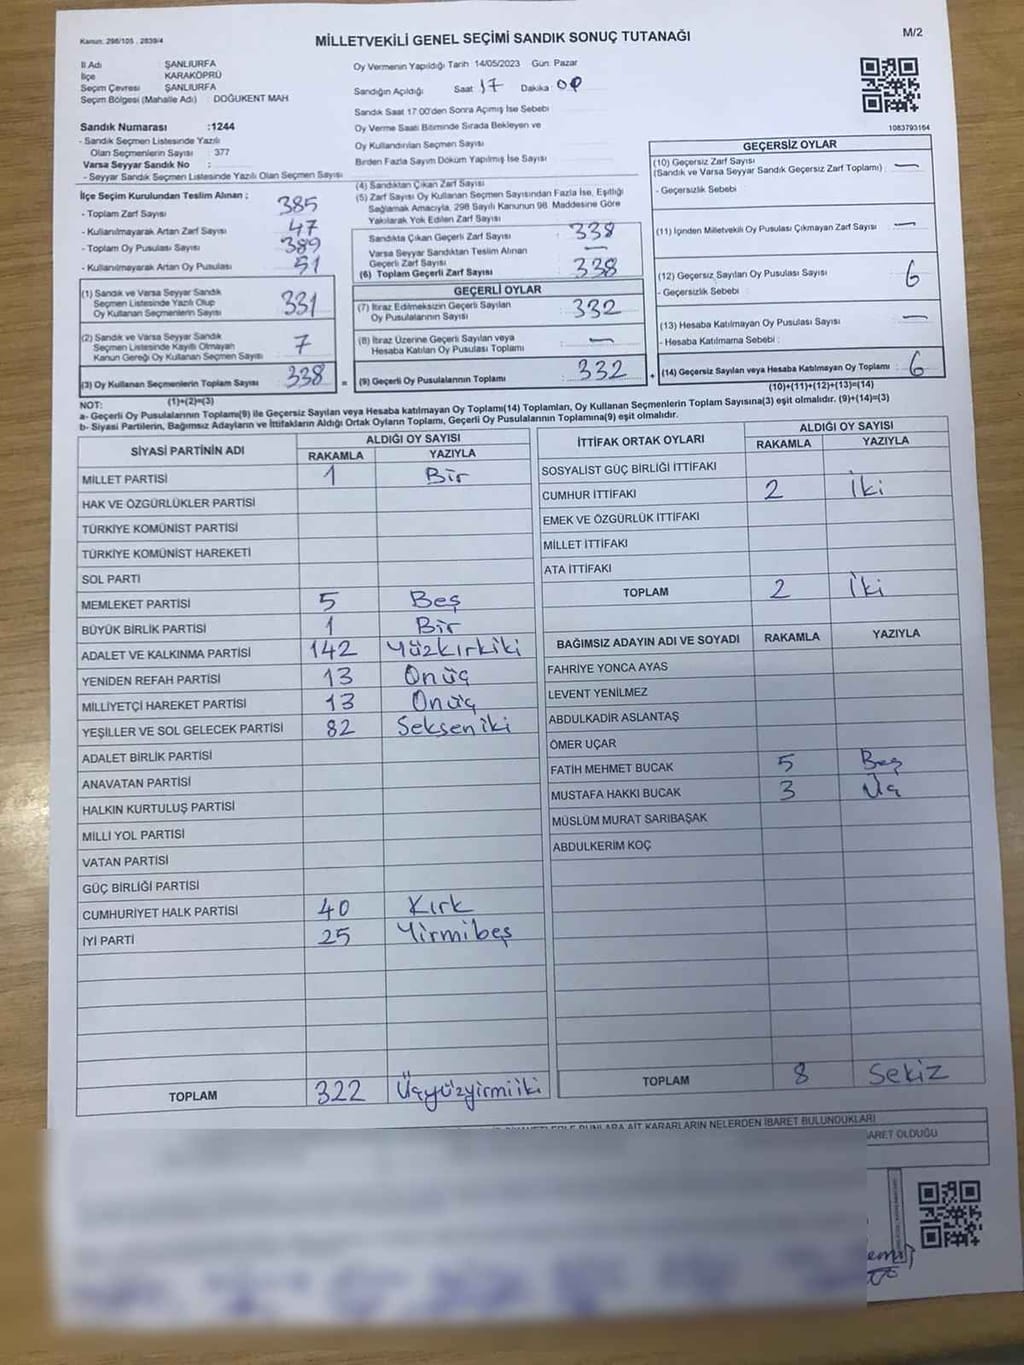 Kanun: 298/105 , 2839/4
MİLLETVEKİLİ GENEL SEÇİMİ SANDIK SONUÇ TUTANAĞI
M/2
İl Adı : ŞANLIURFA
İlçe : KARAKÖPRÜ
Seçim Çevresi : ŞANLIURFA
Seçim Bölgesi (Mahalle Adı) : DOĞUKENT MAH
Sandık Numarası :1244
- Sandık Seçmen Listesinde Yazılı
Olan Seçmenlerin Sayısı : 377
Varsa Seyyar Sandık No :
- Seyyar Sandık Seçmen Listesinde Yazılı Olan Seçmen Sayısı
Oy Vermenin Yapıldığı Tarih 14/05/2023 Gün: Pazar
Sandığın Açıldığı: Saat 17 Dakika 00
Sandık Saat 17:00'den Sonra Açımış İse Sebebi
Oy Verme Saati Bitiminde Sırada Bekleyen ve
Oy Kullandırılan Seçmen Sayısı
Birden Fazla Sayım Döküm Yapılmış İse Sayısı
1083793164
İlçe Seçim Kurulundan Teslim Alınan ;
- Toplam Zarf Sayısı 385
- Kullanılmayarak Artan Zarf Sayısı 47
- Toplam Oy Pusulası Sayısı 389
- Kullanılmayarak Artan Oy Pusulası 51
(1) Sandık ve Varsa Seyyar Sandık
Seçmen Listesinde Yazılı Olup
Oy Kullanan Seçmenlerin Sayısı 331
(2) Sandık ve Varsa Seyyar Sandık
Seçmen Listesinde Kayıtlı Olmayan
Kanun Gereği Oy Kullanan Seçmen Sayısı 7
(3) Oy Kullanan Seçmenlerin Toplam Sayısı 338
(1)+(2)=(3)
(4) Sandıktan Çıkan Zarf Sayısı
(5) Zarf Sayısı Oy Kullanan Seçmen Sayısından Fazla İse, Eşitliği
Sağlamak Amacıyla, 298 Sayılı Kanunun 98. Maddesine Göre
Yakılarak Yok Edilen Zarf Sayısı
Sandıkta Çıkan Geçerli Zarf Sayısı 338
Varsa Seyyar Sandıktan Teslim Alınan
Geçerli Zarf Sayısı —
(6) Toplam Geçerli Zarf Sayısı 338
GEÇERLİ OYLAR
(7) İtiraz Edilmeksizin Geçerli Sayılan
Oy Pusulalarının Sayısı 332
(8) İtiraz Üzerine Geçerli Sayılan veya
Hesaba Katılan Oy Pusulası Toplamı —
= (9) Geçerli Oy Pusulalarının Toplamı 332
GEÇERSİZ OYLAR
(10) Geçersiz Zarf Sayısı
(Sandık ve Varsa Seyyar Sandık Geçersiz Zarf Toplamı) —
- Geçersizlik Sebebi
(11) İçinden Milletvekili Oy Pusulası Çıkmayan Zarf Sayısı —
(12) Geçersiz Sayılan Oy Pusulası Sayısı 6
- Geçersizlik Sebebi :
(13) Hesaba Katılmayan Oy Pusulası Sayısı —
- Hesaba Katılmama Sebebi :
+ (14) Geçersiz Sayılan veya Hesaba Katılmayan Oy Toplamı 6
(10)+(11)+(12)+(13)=(14)
NOT:
a- Geçerli Oy Pusulalarının Toplamı(9) ile Geçersiz Sayılan veya Hesaba katılmayan Oy Toplamı(14) Toplamları, Oy Kullanan Seçmenlerin Toplam Sayısına(3) eşit olmalıdır. (9)+(14)=(3)
b- Siyasi Partilerin, Bağımsız Adayların ve İttifakların Aldığı Ortak Oyların Toplamı, Geçerli Oy Pusulalarının Toplamına(9) eşit olmalıdır.
SİYASİ PARTİNİN ADI
ALDIĞI OY SAYISI
RAKAMLA YAZIYLA
MİLLET PARTİSİ 1 Bir
HAK VE ÖZGÜRLÜKLER PARTİSİ
TÜRKİYE KOMÜNİST PARTİSİ
TÜRKİYE KOMÜNİST HAREKETİ
SOL PARTİ
MEMLEKET PARTİSİ 5 Beş
BÜYÜK BİRLİK PARTİSİ 1 Bir
ADALET VE KALKINMA PARTİSİ 142 Yüzkırkiki
YENİDEN REFAH PARTİSİ 13 Onüç
MİLLİYETÇİ HAREKET PARTİSİ 13 Onüç
YEŞİLLER VE SOL GELECEK PARTİSİ 82 Sekseniki
ADALET BİRLİK PARTİSİ
ANAVATAN PARTİSİ
HALKIN KURTULUŞ PARTİSİ
MİLLİ YOL PARTİSİ
VATAN PARTİSİ
GÜÇ BİRLİĞİ PARTİSİ
CUMHURİYET HALK PARTİSİ 40 Kırk
İYİ PARTİ 25 Yirmibeş
TOPLAM 322 Üçyüzyirmiiki
İTTİFAK ORTAK OYLARI
ALDIĞI OY SAYISI
RAKAMLA YAZIYLA
SOSYALİST GÜÇ BİRLİĞİ İTTİFAKI
CUMHUR İTTİFAKI 2 İki
EMEK VE ÖZGÜRLÜK İTTİFAKI
MİLLET İTTİFAKI
ATA İTTİFAKI
TOPLAM 2 İki
BAĞIMSIZ ADAYIN ADI VE SOYADI RAKAMLA YAZIYLA
FAHRİYE YONCA AYAS
LEVENT YENİLMEZ
ABDULKADİR ASLANTAŞ
ÖMER UÇAR
FATİH MEHMET BUCAK 5 Beş
MUSTAFA HAKKI BUCAK 3 Üç
MÜSLÜM MURAT SARIBAŞAK
ABDULKERİM KOÇ
TOPLAM 8 Sekiz
BUNLARA AİT KARARLARIN NELERDEN İBARET BULUNDUKLARI
OLDUĞU